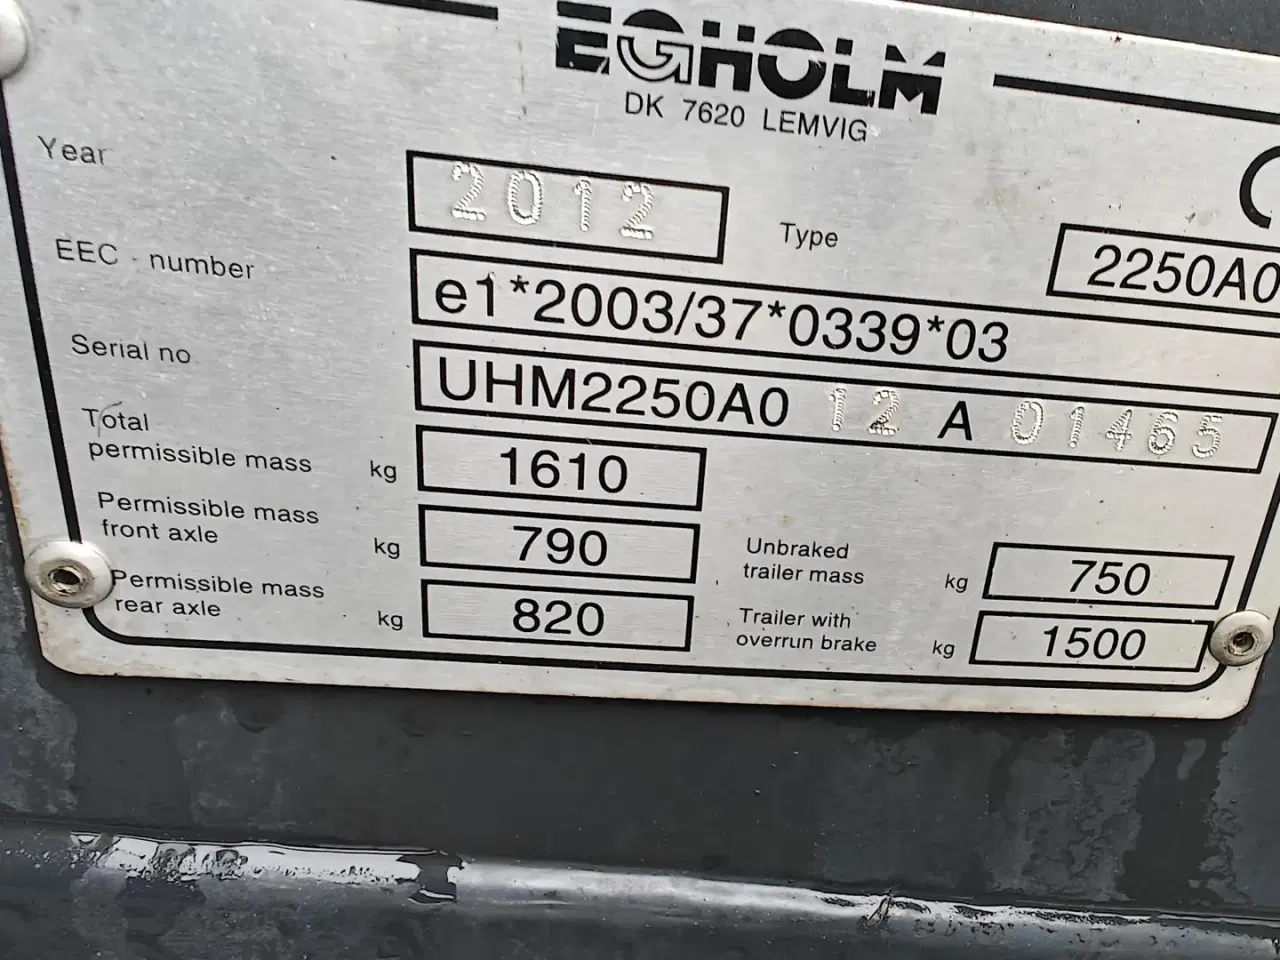 EGHOLM
DK 7620 LEMVIG
Year 2012 Type 2250A0
EEC - number e1*2003/37*0339*03
Serial no UHM2250A0 12 A 01465
Total
permissible mass kg 1610
Permissible mass
front axle kg 790
Unbraked
trailer mass kg 750
Permissible mass
rear axle kg 820
Trailer with
overrun brake kg 1500